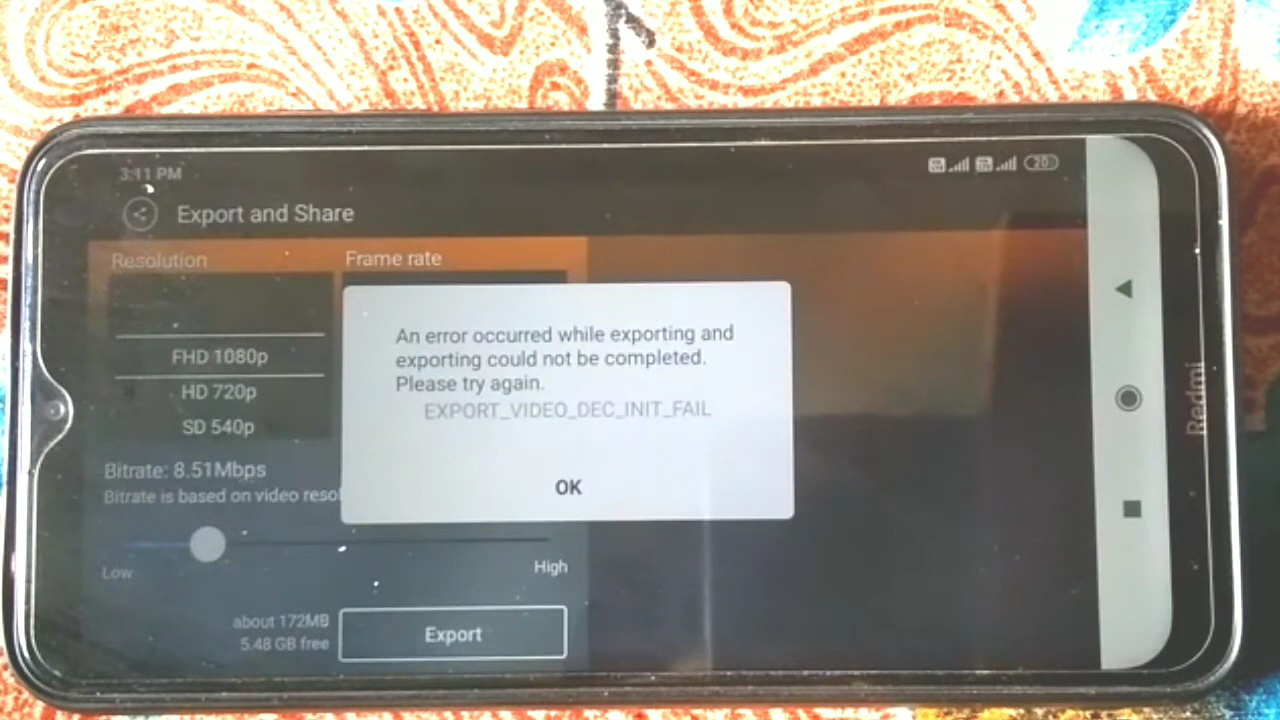 3:11 PM
20
Export and Share
Resolution
Frame rate
FHD 1080p
HD 720p
SD 540p
An error occurred while exporting and
exporting could not be completed.
Please try again.
EXPORT_VIDEO_DEC_INIT_FAIL
OK
Bitrate: 8.51Mbps
Bitrate is based on video resol
Low
High
about 172MB
5.48 GB free
Export
Redmi